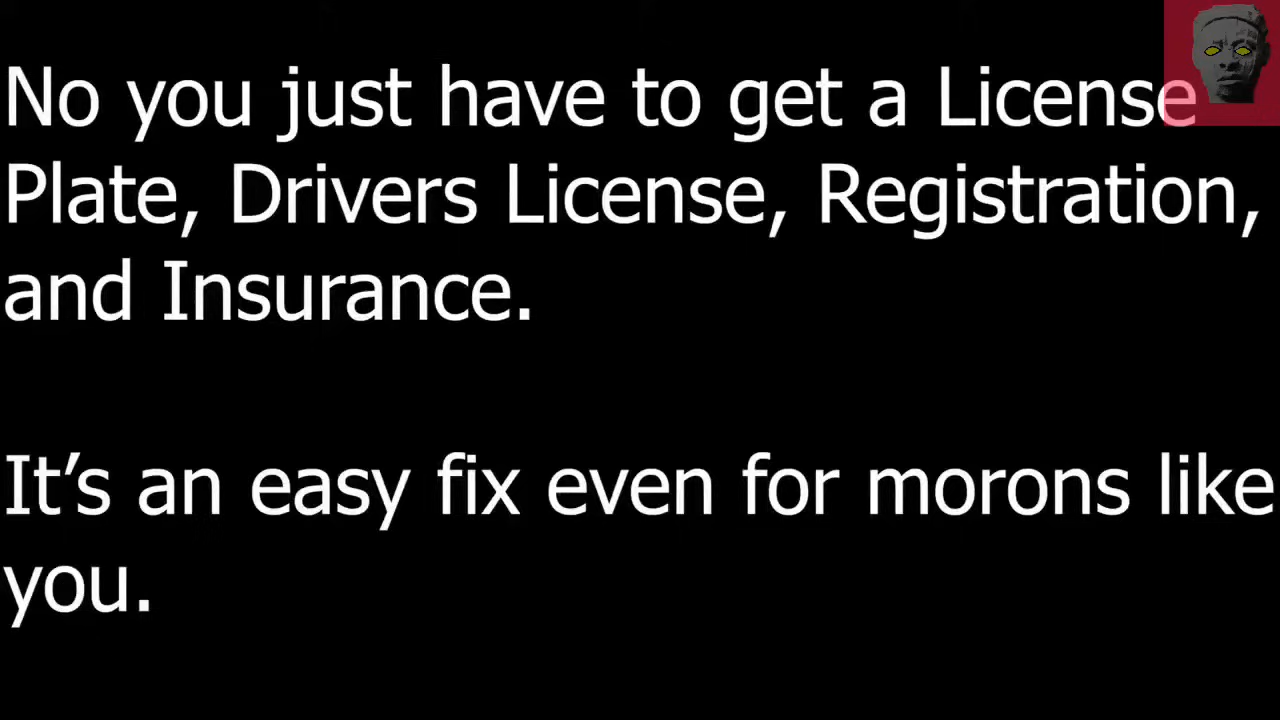 No you just have to get a License
Plate, Drivers License, Registration,
and Insurance.
It’s an easy fix even for morons like
you.